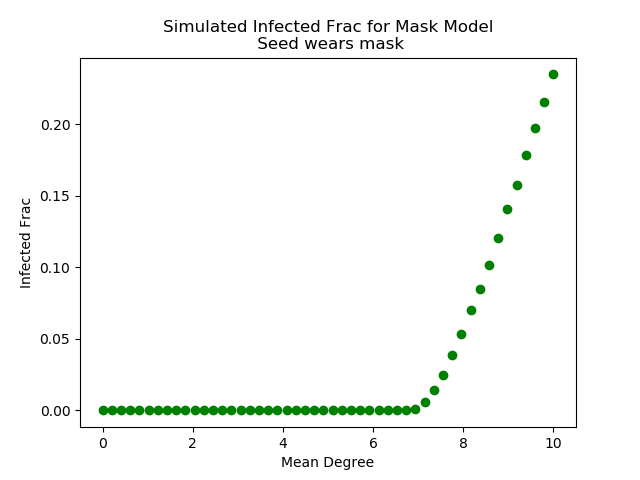 Simulated Infected Frac for Mask Model
Seed wears mask
0.20
0.15
0.10
0.05
0.00
Infected Frac
0 2 4 6 8 10
Mean Degree